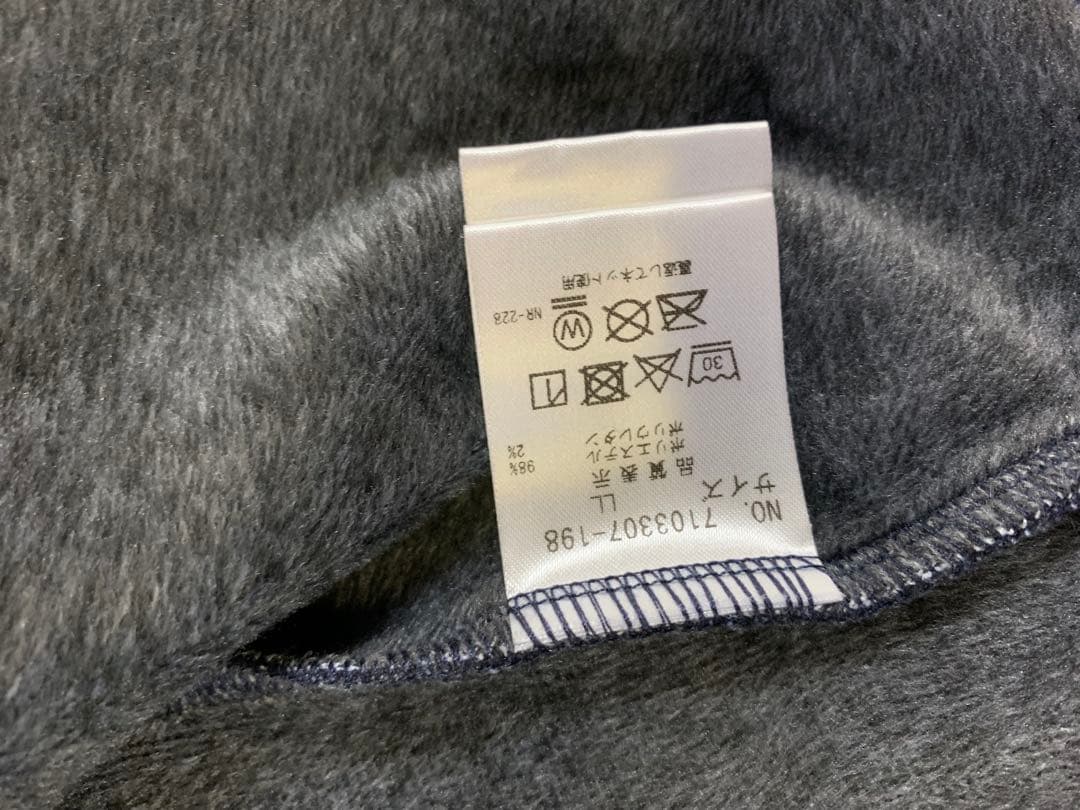 NO. 7103307-198
サイズ LL
品質表示
ポリエステル 98%
ポリウレタン 2%
30
W
NR-228
裏返してネット使用